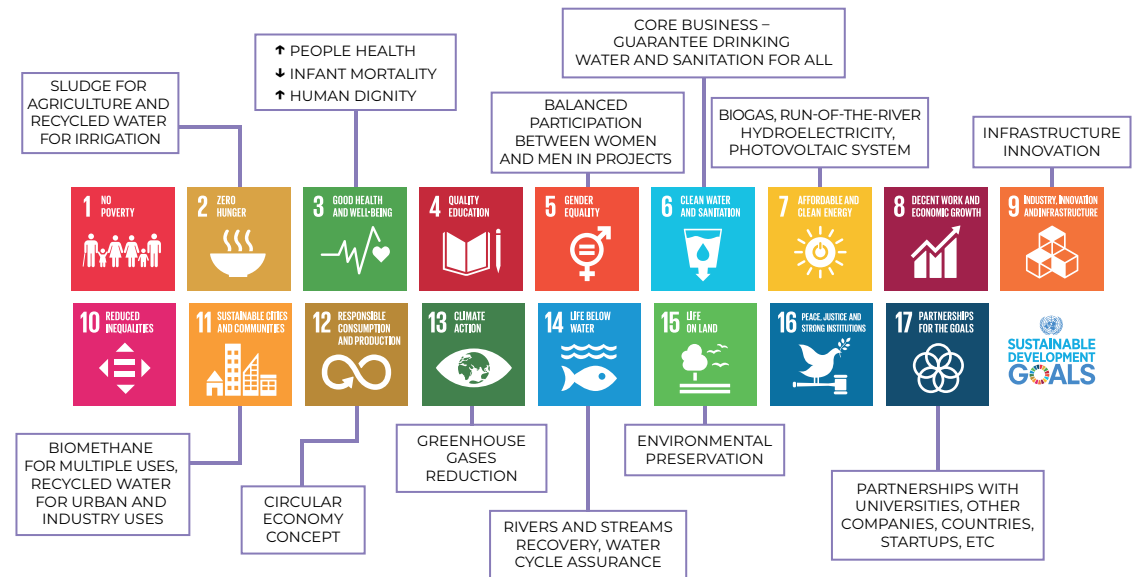 CORE BUSINESS –
GUARANTEE DRINKING
WATER AND SANITATION FOR ALL
↑ PEOPLE HEALTH
↓ INFANT MORTALITY
↑ HUMAN DIGNITY
SLUDGE FOR
AGRICULTURE AND
RECYCLED WATER
FOR IRRIGATION
BALANCED
PARTICIPATION
BETWEEN WOMEN
AND MEN IN PROJECTS
BIOGAS, RUN-OF-THE-RIVER
HYDROELECTRICITY,
PHOTOVOLTAIC SYSTEM
INFRASTRUCTURE
INNOVATION
1 NO
POVERTY
2 ZERO
HUNGER
3 GOOD HEALTH
AND WELL-BEING
4 QUALITY
EDUCATION
5 GENDER
EQUALITY
6 CLEAN WATER
AND SANITATION
7 AFFORDABLE AND
CLEAN ENERGY
8 DECENT WORK AND
ECONOMIC GROWTH
9 INDUSTRY, INNOVATION
AND INFRASTRUCTURE
10 REDUCED
INEQUALITIES
11 SUSTAINABLE CITIES
AND COMMUNITIES
12 RESPONSIBLE
CONSUMPTION
AND PRODUCTION
13 CLIMATE
ACTION
14 LIFE BELOW
WATER
15 LIFE
ON LAND
16 PEACE, JUSTICE AND
STRONG INSTITUTIONS
17 PARTNERSHIPS
FOR THE GOALS
SUSTAINABLE
DEVELOPMENT
GOALS
BIOMETHANE
FOR MULTIPLE USES,
RECYCLED WATER
FOR URBAN AND
INDUSTRY USES
CIRCULAR
ECONOMY
CONCEPT
GREENHOUSE
GASES
REDUCTION
RIVERS AND STREAMS
RECOVERY, WATER
CYCLE ASSURANCE
ENVIRONMENTAL
PRESERVATION
PARTNERSHIPS WITH
UNIVERSITIES, OTHER
COMPANIES, COUNTRIES,
STARTUPS, ETC